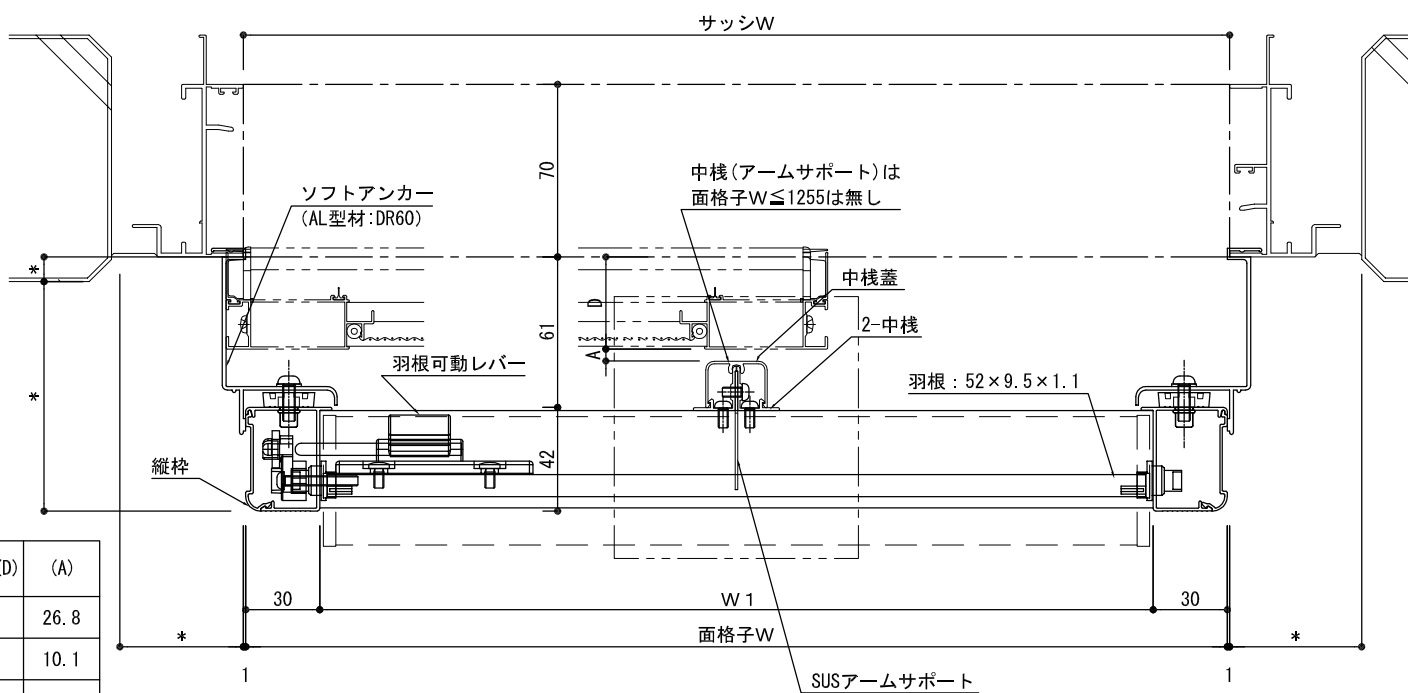 サッシW
70
中桟(アームサポート)は
面格子W≦1255は無し
ソフトアンカー
(AL型材:DR60)
*
D
中桟蓋
61
2-中桟
A
羽根可動レバー
羽根：52×9.5×1.1
*
42
縦枠
(D)
(A)
30
W1
30
26.8
*
面格子W
*
10.1
1
1
SUSアームサポート